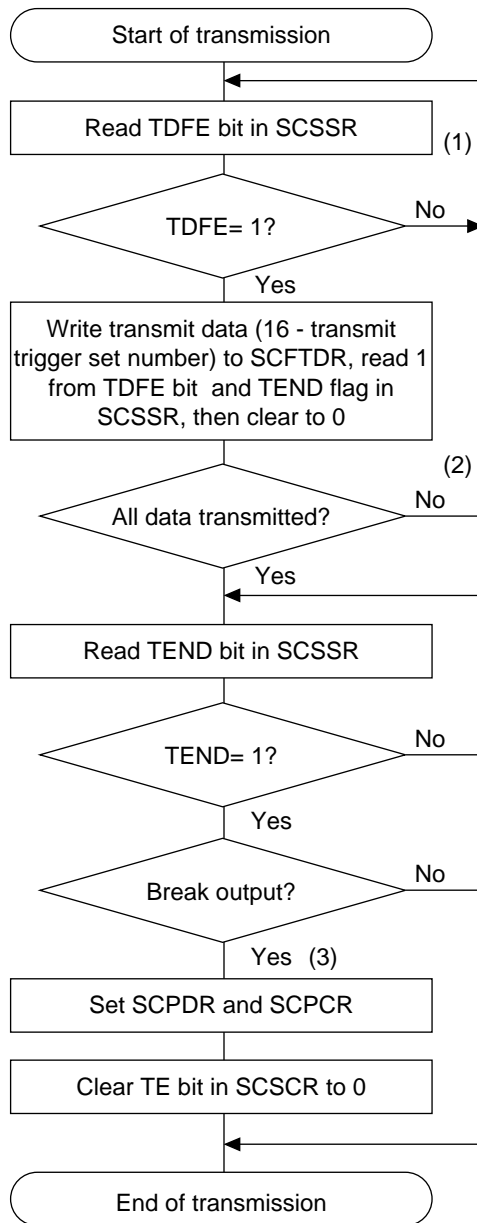 Start of transmission
Read TDFE bit in SCSSR
(1)
TDFE= 1?
No
Yes
Write transmit data (16 - transmit
trigger set number) to SCFTDR, read 1
from TDFE bit and TEND flag in
SCSSR, then clear to 0
(2)
All data transmitted?
No
Yes
Read TEND bit in SCSSR
TEND= 1?
No
Yes
Break output?
No
Yes (3)
Set SCPDR and SCPCR
Clear TE bit in SCSCR to 0
End of transmission